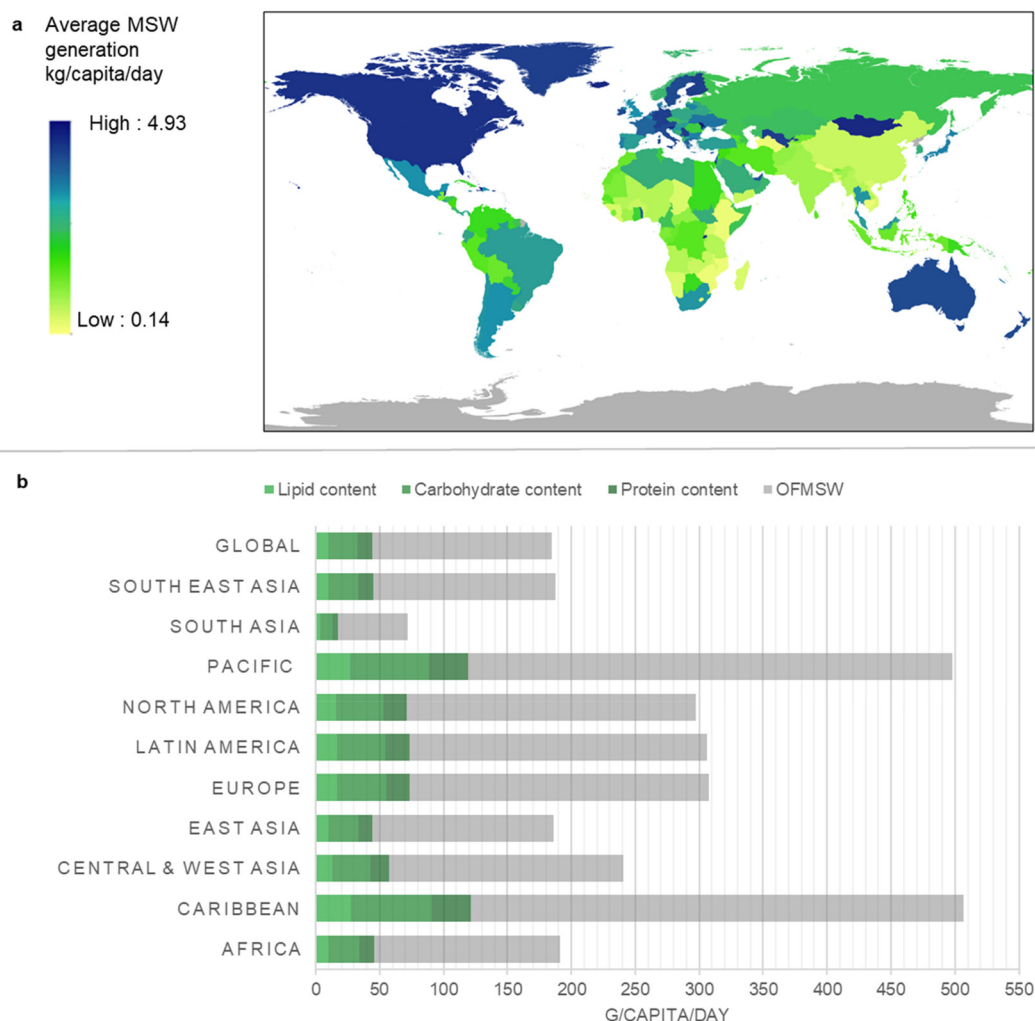 a Average MSW
generation
kg/capita/day
High : 4.93
Low : 0.14
b
Lipid content Carbohydrate content Protein content OFMSW
GLOBAL
SOUTH EAST ASIA
SOUTH ASIA
PACIFIC
NORTH AMERICA
LATIN AMERICA
EUROPE
EAST ASIA
CENTRAL & WEST ASIA
CARIBBEAN
AFRICA
0 50 100 150 200 250 300 350 400 450 500 550
G/CAPITA/DAY